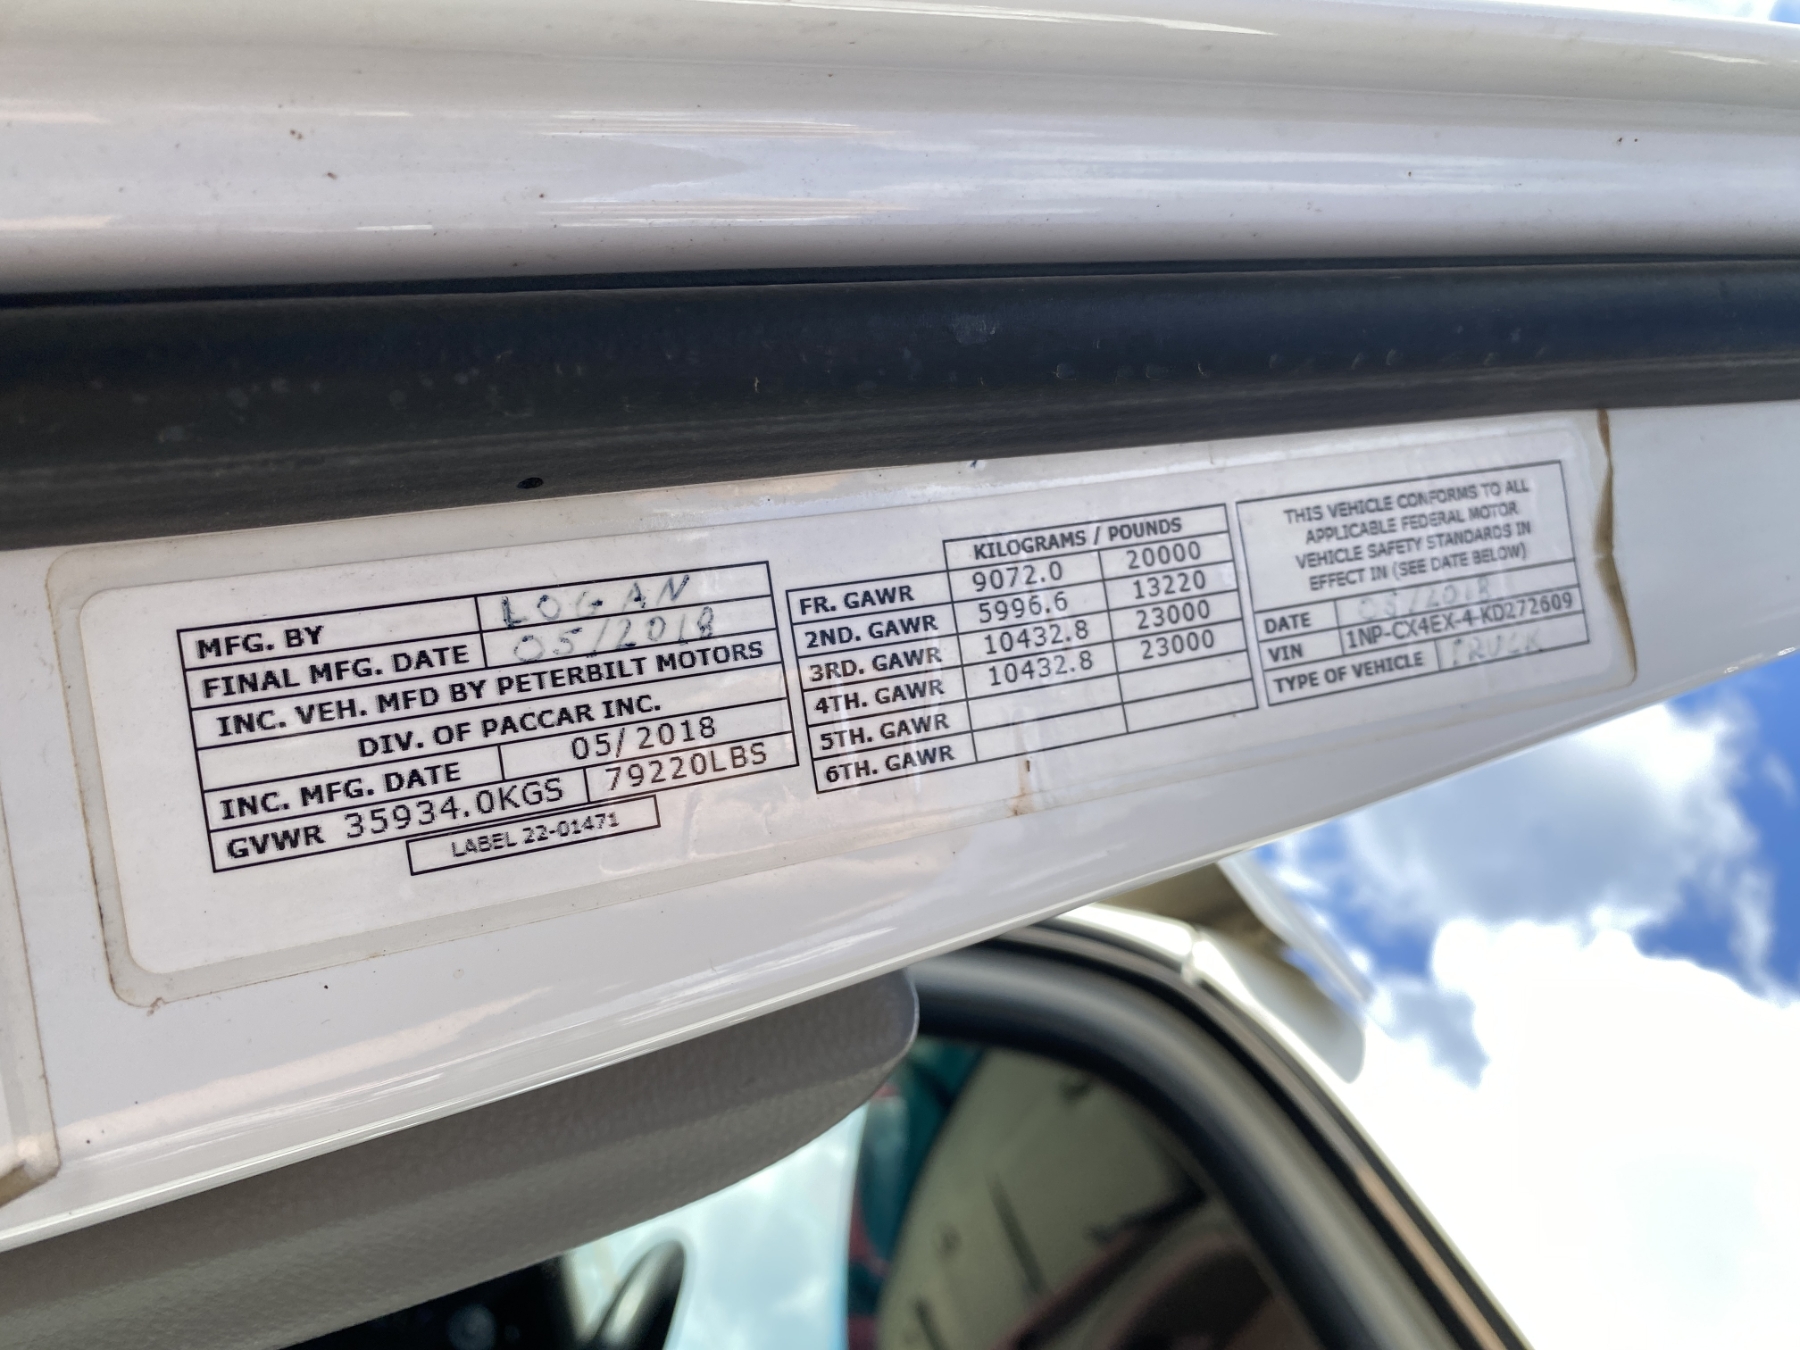 MFG. BY LOGAN
FINAL MFG. DATE 05/2018
INC. VEH. MFD BY PETERBILT MOTORS
DIV. OF PACCAR INC.
INC. MFG. DATE 05/2018
GVWR 35934.0KGS 79220LBS
LABEL 22-01471
KILOGRAMS / POUNDS
FR. GAWR 9072.0 20000
2ND. GAWR 5996.6 13220
3RD. GAWR 10432.8 23000
4TH. GAWR 10432.8 23000
5TH. GAWR
6TH. GAWR
THIS VEHICLE CONFORMS TO ALL
APPLICABLE FEDERAL MOTOR
VEHICLE SAFETY STANDARDS IN
EFFECT IN (SEE DATE BELOW)
DATE 05/2018
VIN 1NP-CX4EX-4-KD272609
TYPE OF VEHICLE TRUCK